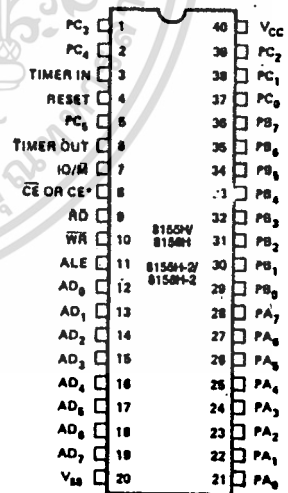 PC₃ 1 40 VCC
PC₄ 2 39 PC₂
TIMER IN 3 38 PC₁
RESET 4 37 PC₀
PC₅ 5 36 PB₇
TIMER OUT 6 35 PB₆
IO/M̅ 7 34 PB₅
C̅E̅ OR CE* 8 PB₄
R̅D̅ 9 32 PB₃
W̅R̅ 10 8155H/ 31 PB₂
8156H
ALE 11 8155H-2/ 30 PB₁
8156H-2
AD₀ 12 29 PB₀
AD₁ 13 28 PA₇
AD₂ 14 27 PA₆
AD₃ 15 26 PA₅
AD₄ 16 25 PA₄
AD₅ 17 24 PA₃
AD₆ 18 23 PA₂
AD₇ 19 22 PA₁
VSS 20 21 PA₀